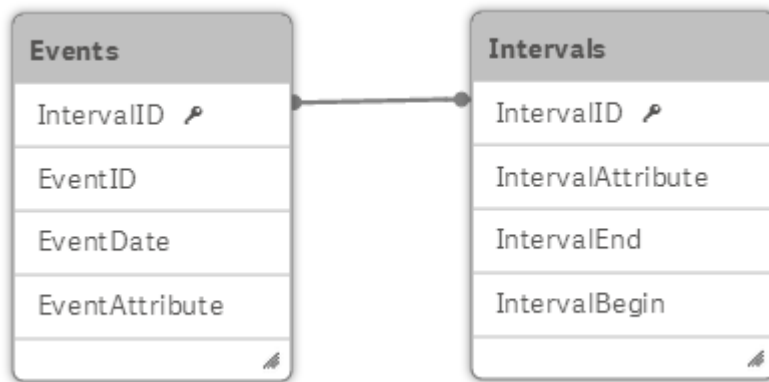 Events
IntervalID
EventID
EventDate
EventAttribute
Intervals
IntervalID
IntervalAttribute
IntervalEnd
IntervalBegin